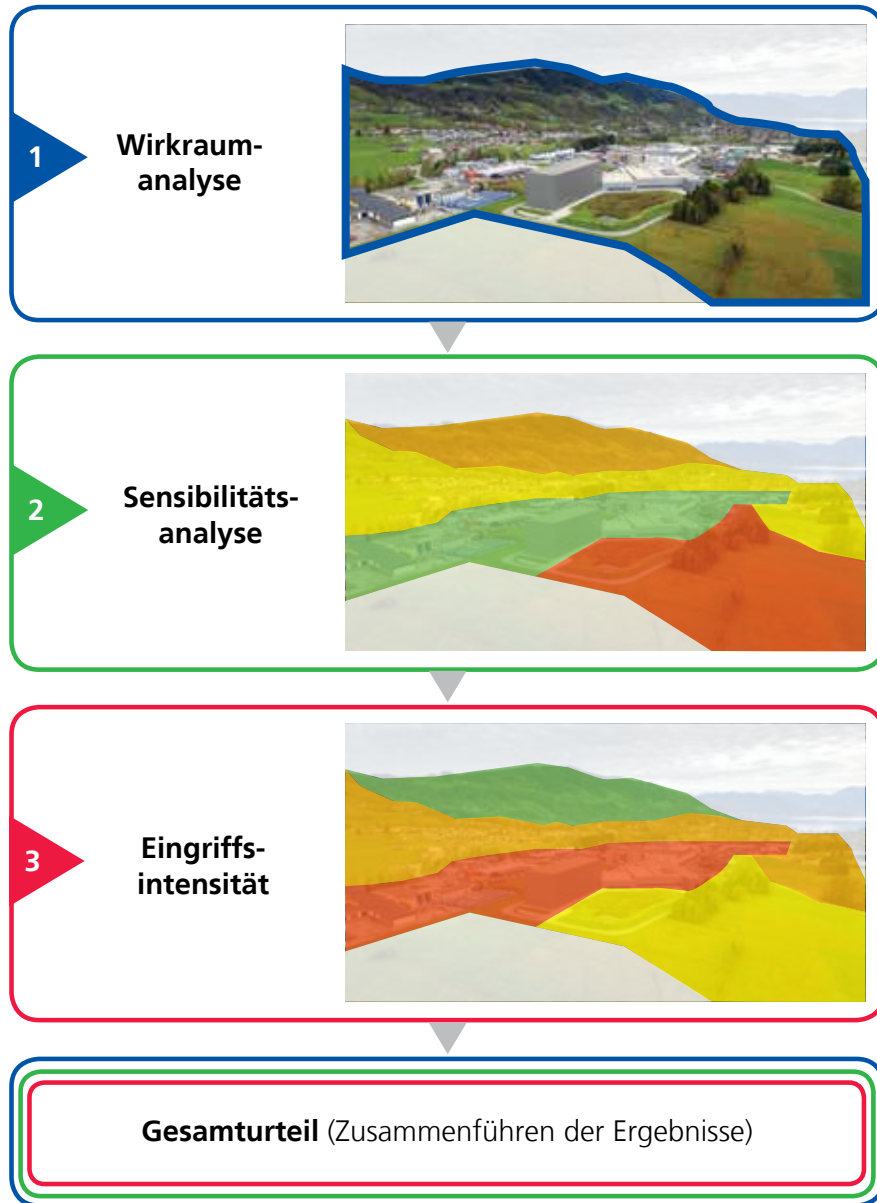 1
Wirkraum-
analyse
2
Sensibilitäts-
analyse
3
Eingriffs-
intensität
Gesamturteil (Zusammenführen der Ergebnisse)